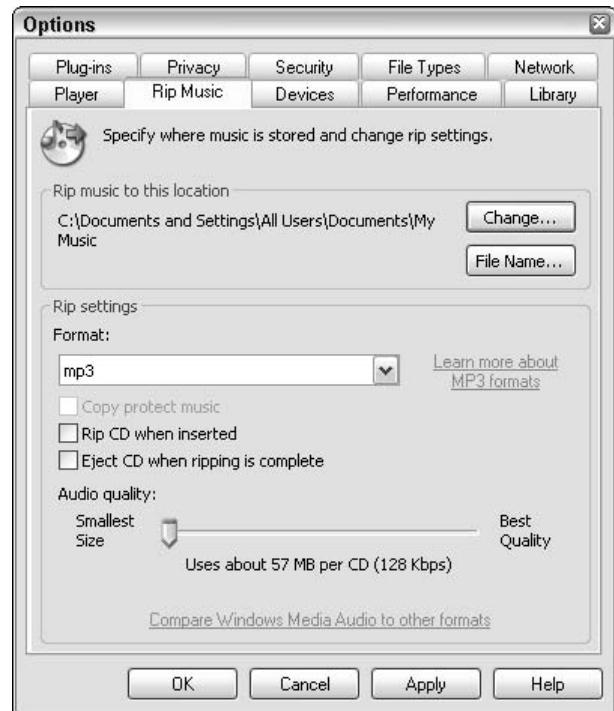 Options
Plug-ins Privacy Security File Types Network
Player Rip Music Devices Performance Library
Specify where music is stored and change rip settings.
Rip music to this location
C:\Documents and Settings\All Users\Documents\My
Music
Change...
File Name...
Rip settings
Format:
mp3
Learn more about
MP3 formats
Copy protect music
Rip CD when inserted
Eject CD when ripping is complete
Audio quality:
Smallest
Size
Best
Quality
Uses about 57 MB per CD (128 Kbps)
Compare Windows Media Audio to other formats
OK Cancel Apply Help